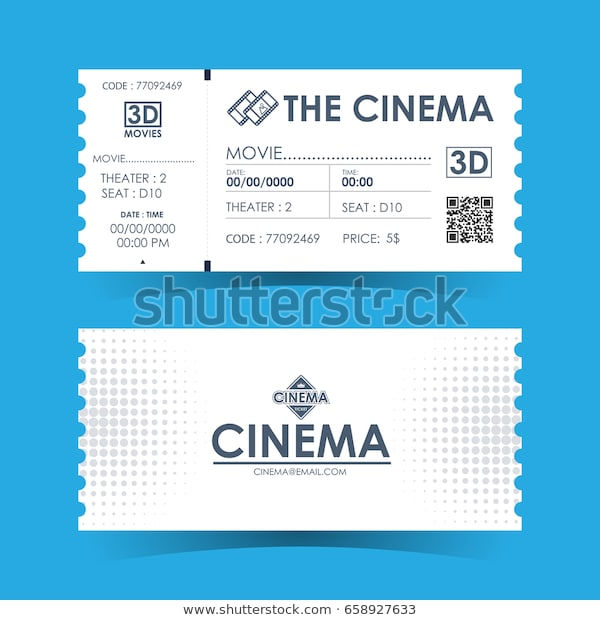 CODE : 77092469
3D
MOVIES
MOVIE......................
THEATER : 2
SEAT : D10
DATE : TIME
00/00/0000
00:00 PM
THE CINEMA
MOVIE.................................
3D
DATE:
00/00/0000
TIME:
00:00
THEATER : 2
SEAT : D10
CODE : 77092469
PRICE: 5$
shutterstock
CINEMA
TICKET
CINEMA
CINEMA@EMAIL.COM
www.shutterstock.com · 658927633